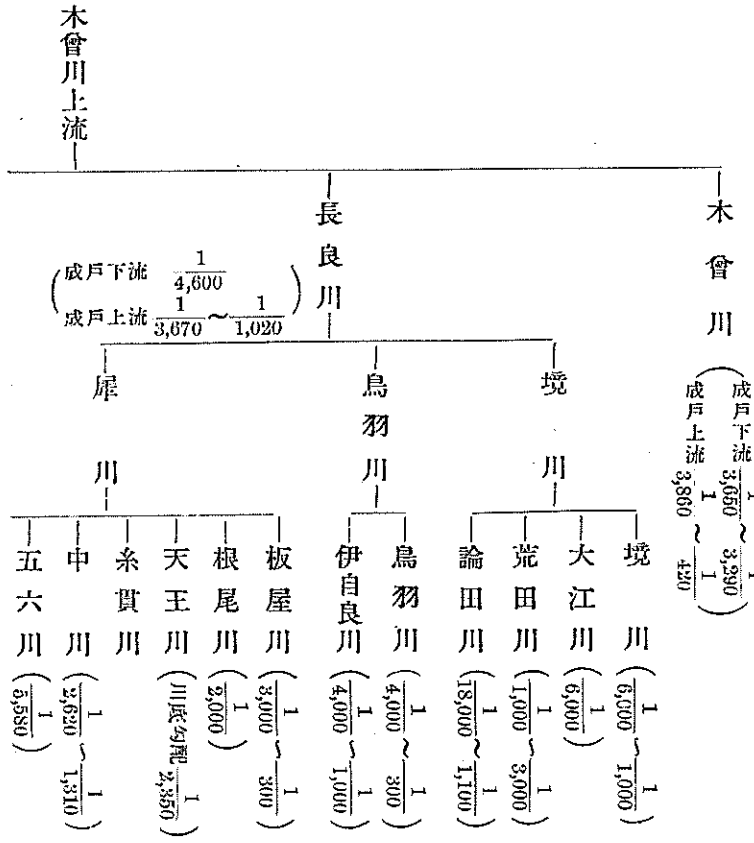 木曾川上流
木曾川
(成戸下流 1/3,650 ~ 1/3,290
成戸上流 1/3,860 ~ 1/420)
長良川
(成戸下流 1/4,600
成戸上流 1/3,670 ~ 1/1,020)
境川
境川 (1/6,000 ~ 1/1,000)
大江川 (1/6,000)
荒田川 (1/1,000 ~ 1/3,000)
論田川 (1/18,000 ~ 1/1,100)
鳥羽川
鳥羽川 (1/4,000 ~ 1/300)
伊自良川 (1/4,000 ~ 1/1,000)
犀川
板屋川 (1/3,000 ~ 1/300)
根尾川 (1/2,000)
天王川 (川底勾配 1/2,350)
糸貫川
中川 (1/2,620 ~ 1/1,310)
五六川 (1/5,580)